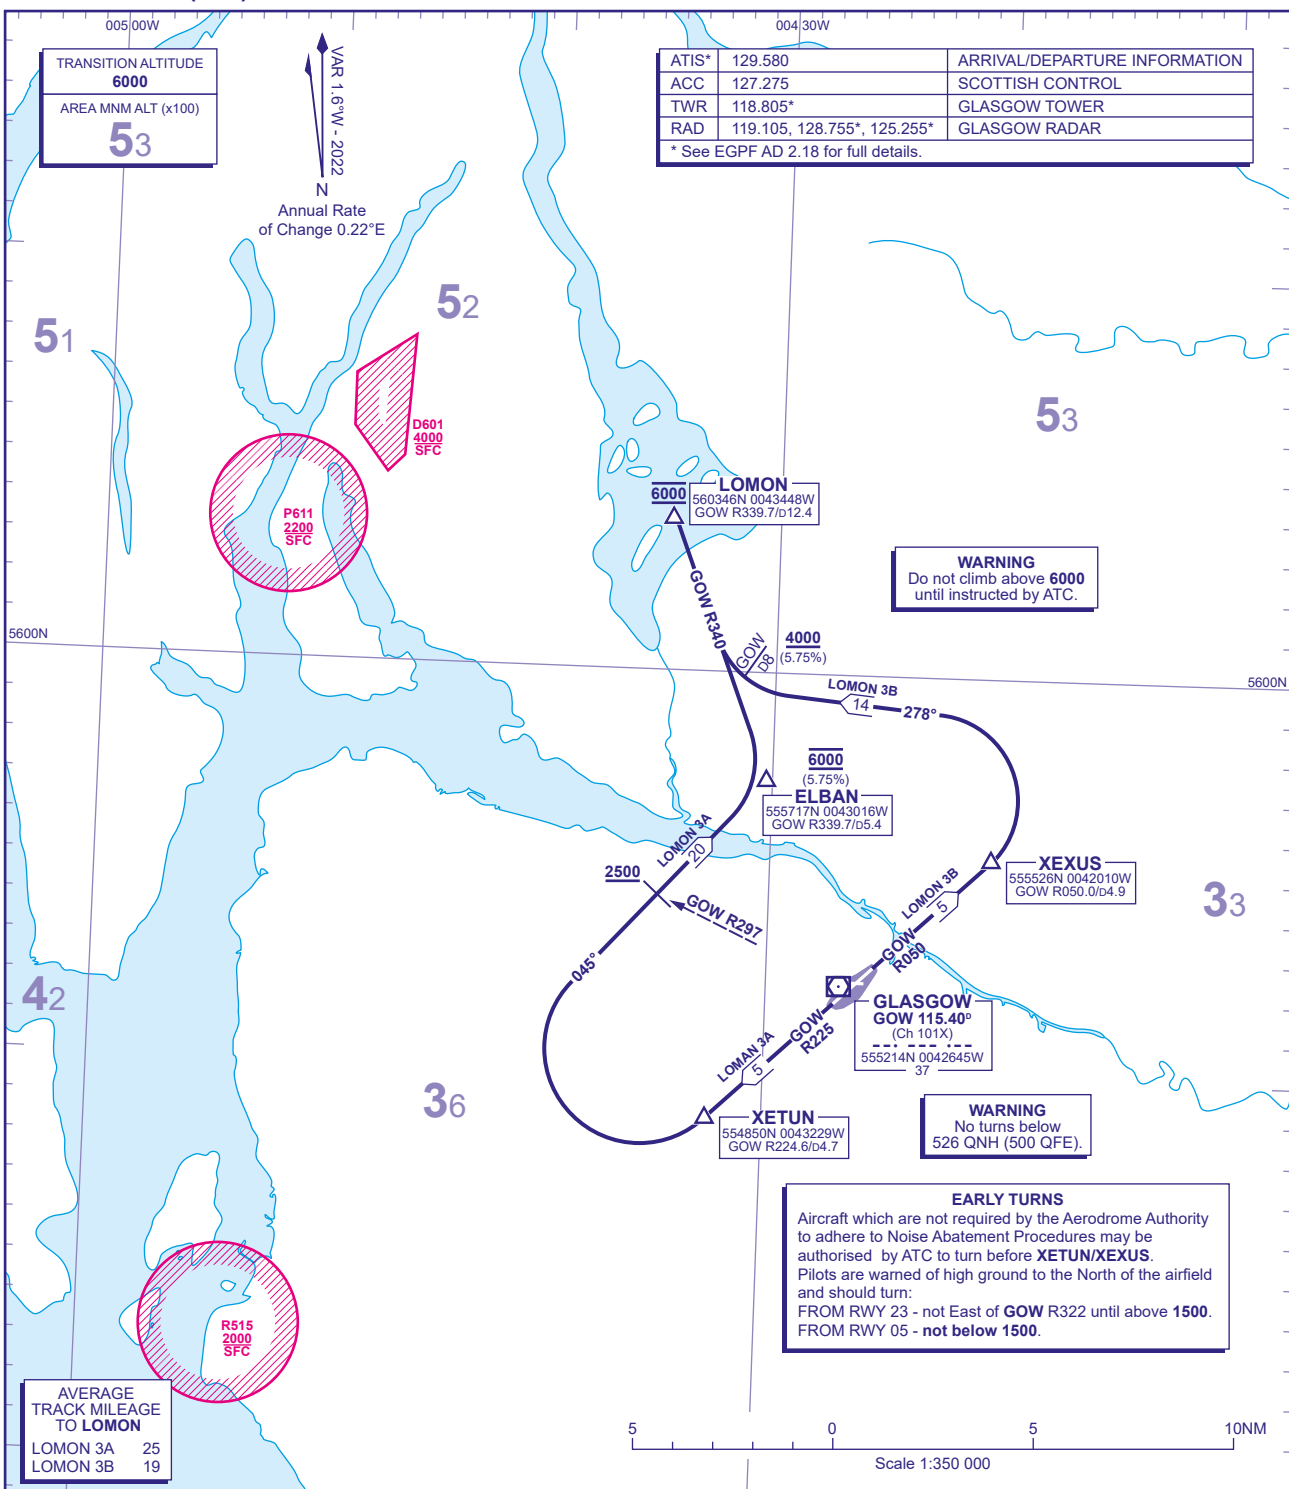 005 00W
004 30W
TRANSITION ALTITUDE
6000
AREA MNM ALT (x100)
53
VAR 1.6°W - 2022
N
Annual Rate
of Change 0.22°E
ATIS* 129.580 ARRIVAL/DEPARTURE INFORMATION
ACC 127.275 SCOTTISH CONTROL
TWR 118.805* GLASGOW TOWER
RAD 119.105, 128.755*, 125.255* GLASGOW RADAR
* See EGPF AD 2.18 for full details.
51
52
53
D601
4000
SFC
P611
2200
SFC
6000
LOMON
560346N 0043448W
GOW R339.7/D12.4
WARNING
Do not climb above 6000
until instructed by ATC.
GOW R340
5600N
GOW
D8
4000
(5.75%)
5600N
LOMON 3B
14
278°
6000
(5.75%)
ELBAN
555717N 0043016W
GOW R339.7/D5.4
LOMON 3A
20
2500
GOW R297
045°
XEXUS
555526N 0042010W
GOW R050.0/D4.9
LOMON 3B
5
GOW
R050
33
42
GLASGOW
GOW 115.40D
(Ch 101X)
555214N 0042645W
37
GOW
R225
LOMAN 3A
5
36
XETUN
554850N 0043229W
GOW R224.6/D4.7
WARNING
No turns below
526 QNH (500 QFE).
EARLY TURNS
Aircraft which are not required by the Aerodrome Authority
to adhere to Noise Abatement Procedures may be
authorised by ATC to turn before XETUN/XEXUS.
Pilots are warned of high ground to the North of the airfield
and should turn:
FROM RWY 23 - not East of GOW R322 until above 1500.
FROM RWY 05 - not below 1500.
R515
2000
SFC
AVERAGE
TRACK MILEAGE
TO LOMON
LOMON 3A 25
LOMON 3B 19
5 0 5 10NM
Scale 1:350 000